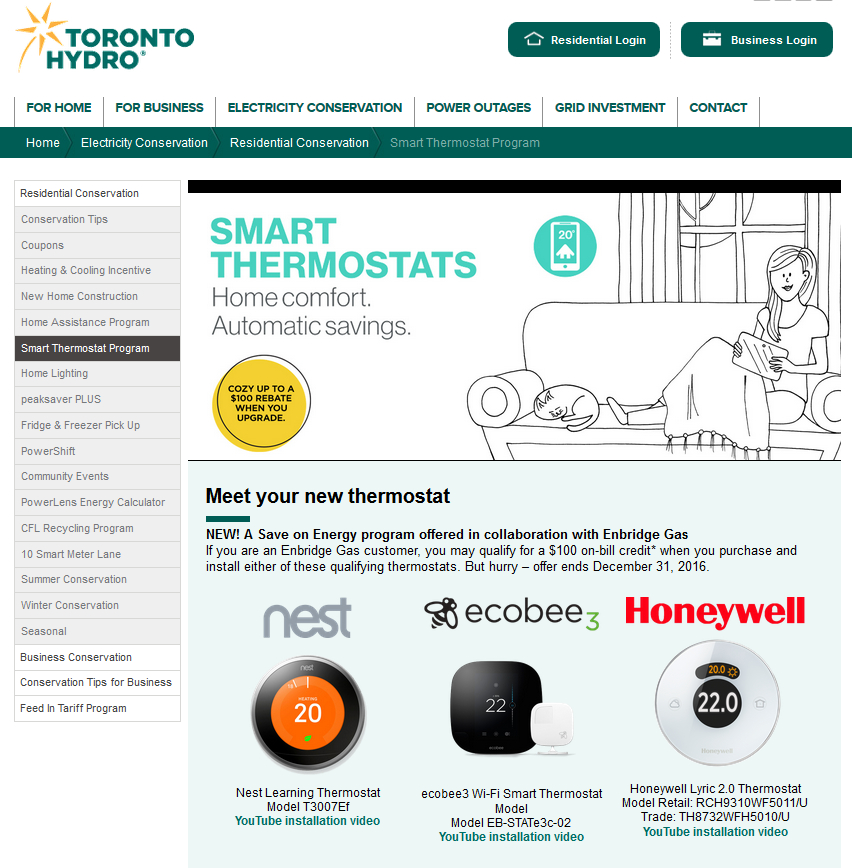 TORONTO
HYDRO®
Residential Login
Business Login
FOR HOME
FOR BUSINESS
ELECTRICITY CONSERVATION
POWER OUTAGES
GRID INVESTMENT
CONTACT
Home
Electricity Conservation
Residential Conservation
Smart Thermostat Program
Residential Conservation
Conservation Tips
Coupons
Heating & Cooling Incentive
New Home Construction
Home Assistance Program
Smart Thermostat Program
Home Lighting
peaksaver PLUS
Fridge & Freezer Pick Up
PowerShift
Community Events
PowerLens Energy Calculator
CFL Recycling Program
10 Smart Meter Lane
Summer Conservation
Winter Conservation
Seasonal
Business Conservation
Conservation Tips for Business
Feed In Tariff Program
SMART
THERMOSTATS
Home comfort.
Automatic savings.
20°
COZY UP TO A
$100 REBATE
WHEN YOU
UPGRADE.
Meet your new thermostat
NEW! A Save on Energy program offered in collaboration with Enbridge Gas
If you are an Enbridge Gas customer, you may qualify for a $100 on-bill credit* when you purchase and
install either of these qualifying thermostats. But hurry – offer ends December 31, 2016.
nest
nest
HEATING
20
Nest Learning Thermostat
Model T3007Ef
YouTube installation video
ecobee3
22
ecobee
ecobee3 Wi-Fi Smart Thermostat
Model
Model EB-STATe3c-02
YouTube installation video
Honeywell
20.0
22.0
Honeywell
Honeywell Lyric 2.0 Thermostat
Model Retail: RCH9310WF5011/U
Trade: TH8732WFH5010/U
YouTube installation video